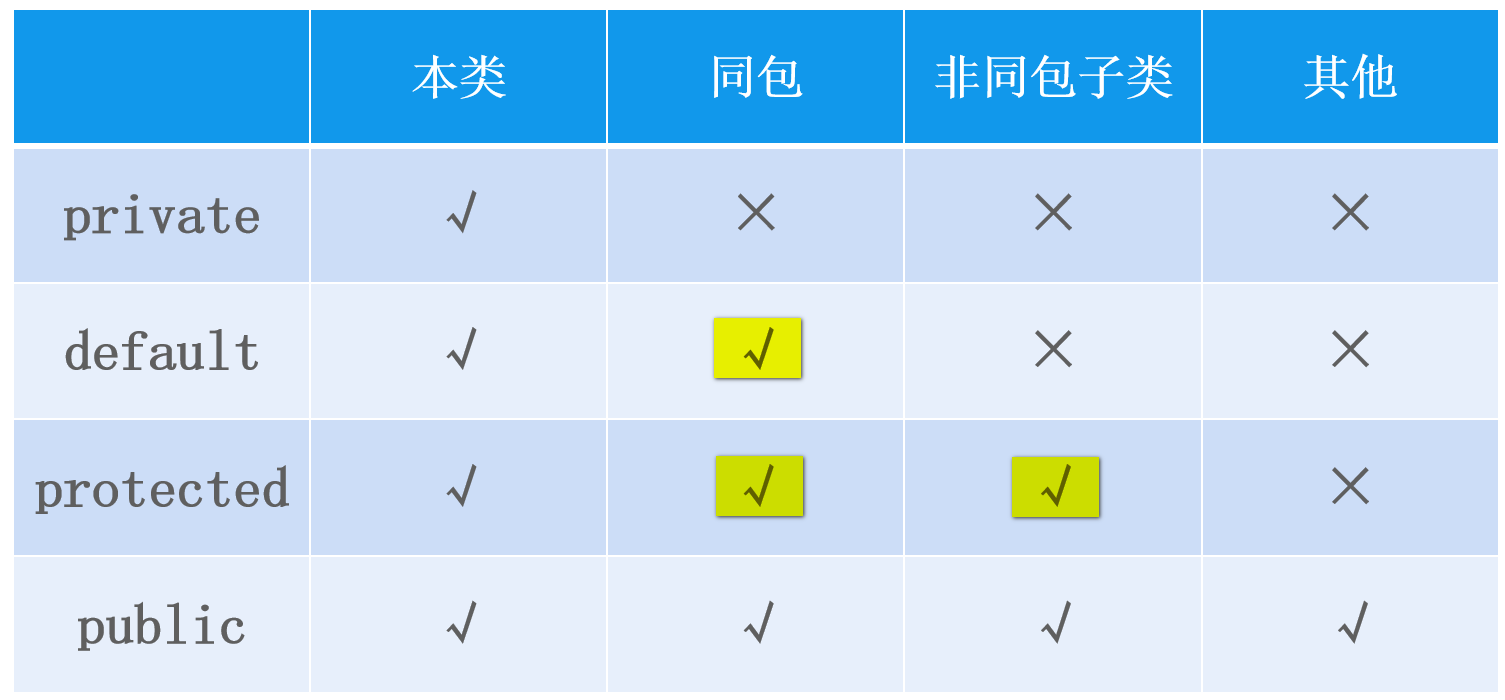 本类 同包 非同包子类 其他
private √ × × ×
default √ √ × ×
protected √ √ √ ×
public √ √ √ √